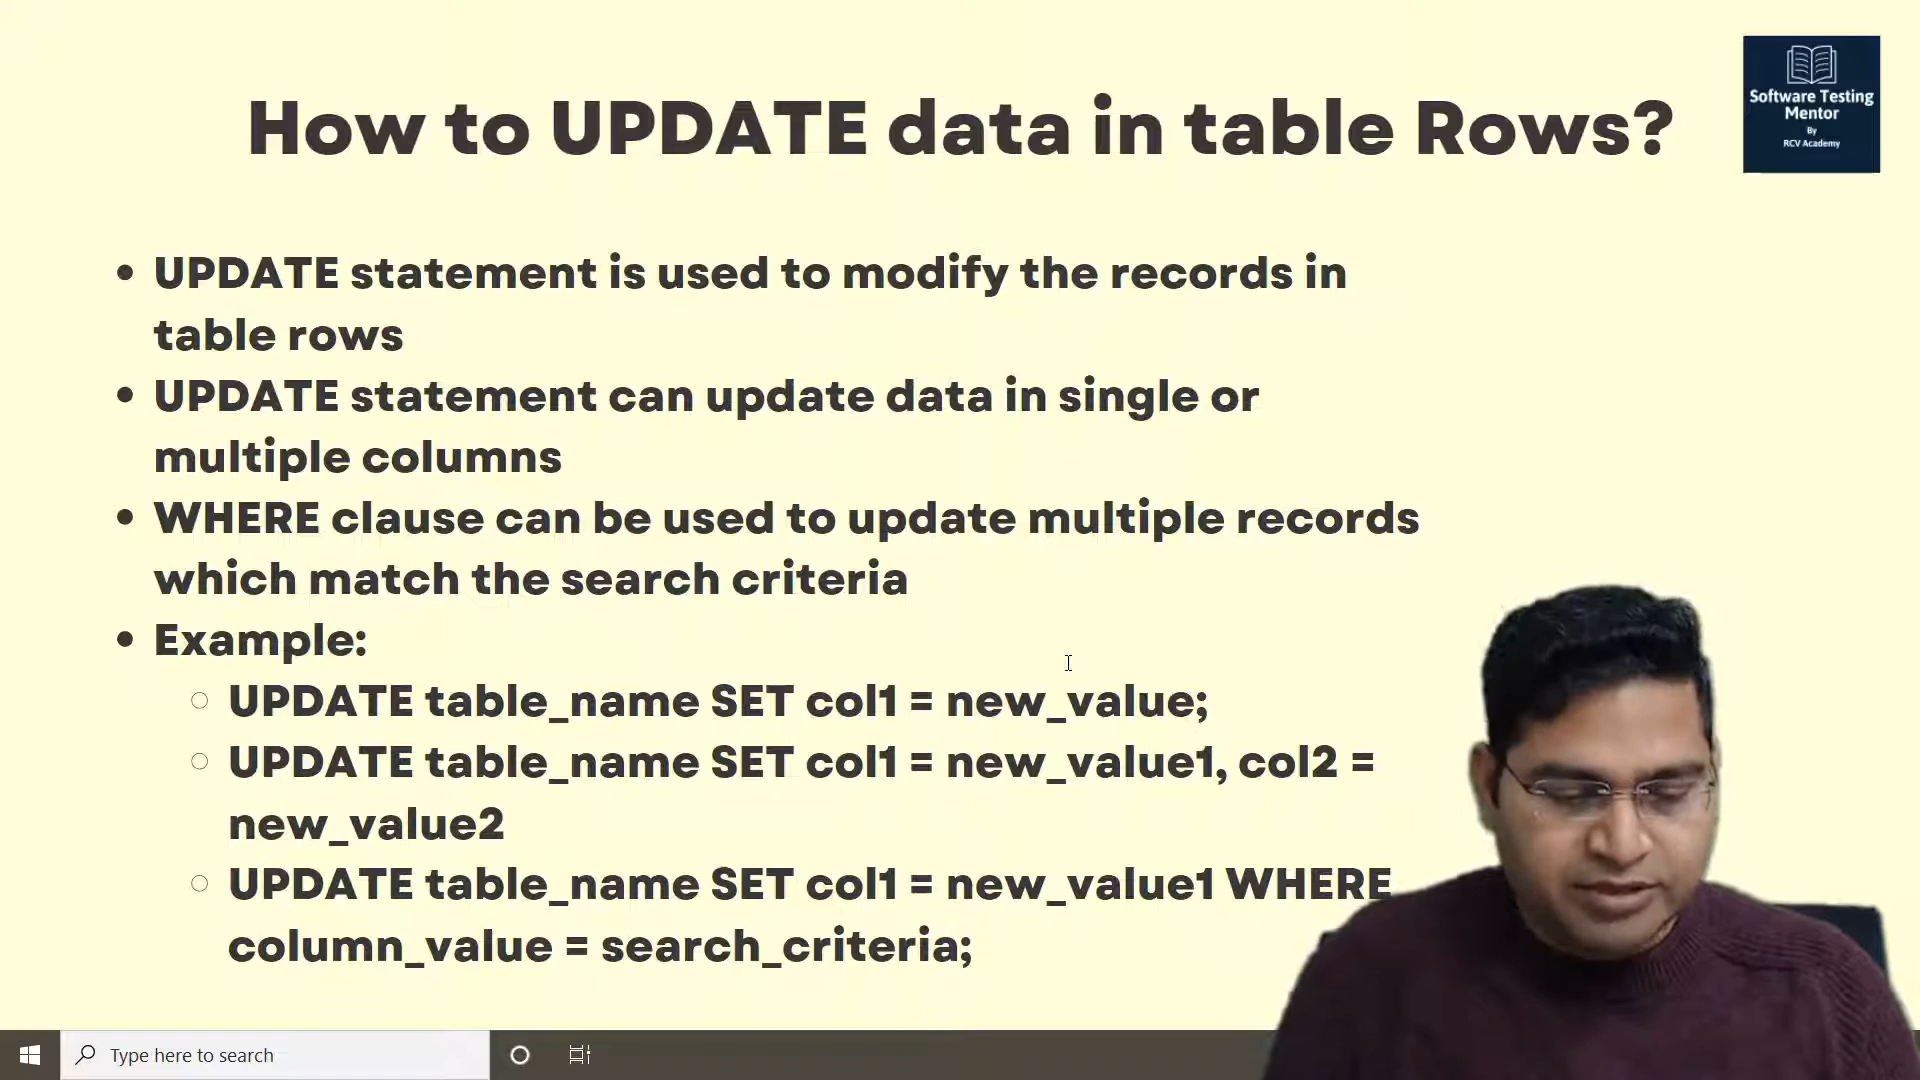 How to UPDATE data in table Rows?
Software Testing
Mentor
By
RCV Academy
• UPDATE statement is used to modify the records in
table rows
• UPDATE statement can update data in single or
multiple columns
• WHERE clause can be used to update multiple records
which match the search criteria
• Example:
○ UPDATE table_name SET col1 = new_value;
○ UPDATE table_name SET col1 = new_value1, col2 =
new_value2
○ UPDATE table_name SET col1 = new_value1 WHERE
column_value = search_criteria;
Type here to search